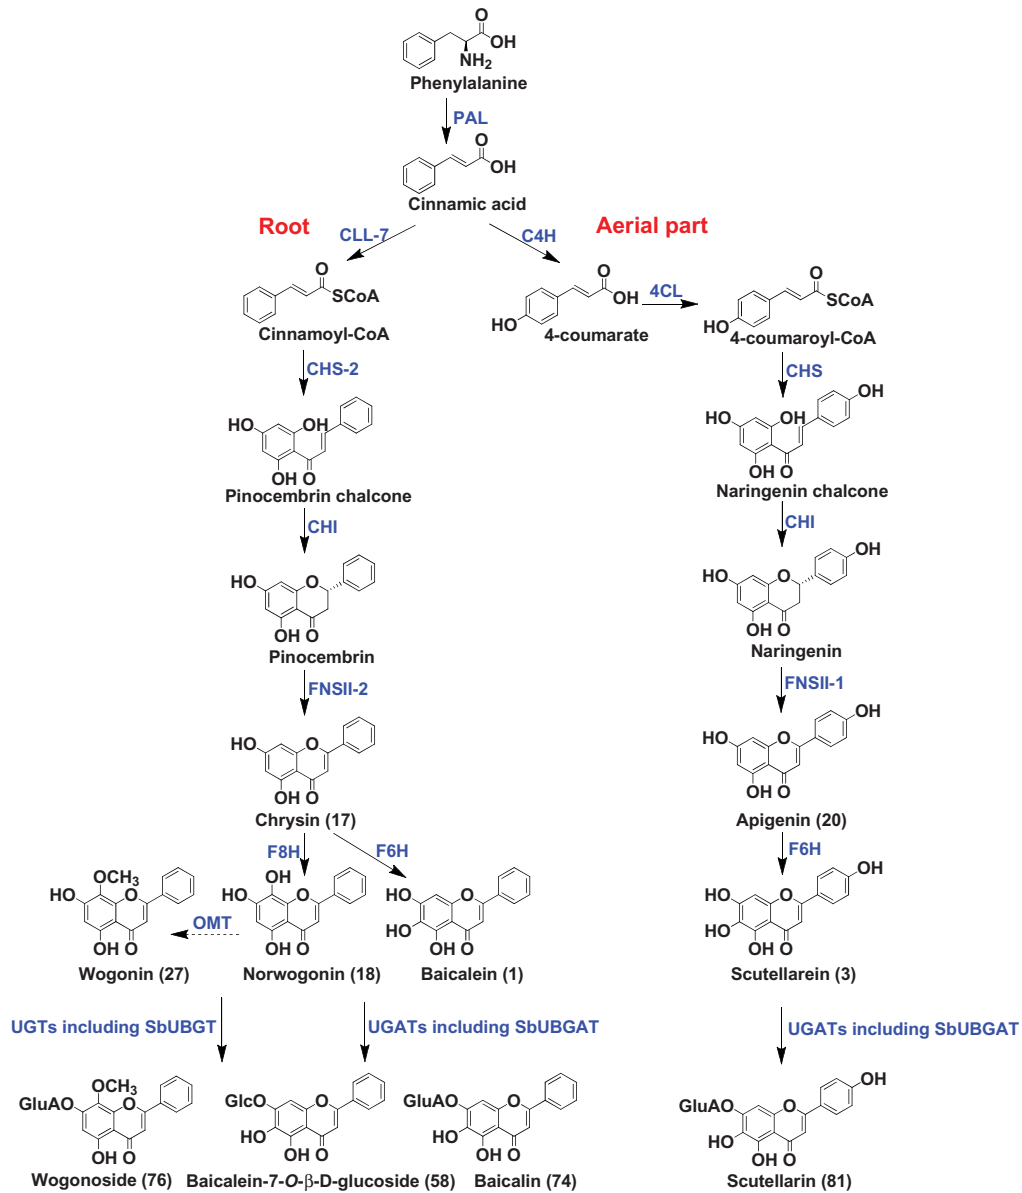 O
OH
NH2
Phenylalanine
PAL
O
OH
Cinnamic acid
Root
Aerial part
CLL-7
C4H
O
SCoA
Cinnamoyl-CoA
O
OH
HO
4-coumarate
4CL
O
SCoA
HO
4-coumaroyl-CoA
CHS-2
CHS
HO
OH
OH O
Pinocembrin chalcone
OH
HO
OH
OH O
Naringenin chalcone
CHI
CHI
HO
O
OH O
Pinocembrin
OH
HO
O
OH O
Naringenin
FNSII-2
FNSII-1
HO
O
OH O
Chrysin (17)
OH
HO
O
OH O
Apigenin (20)
F8H
F6H
F6H
OCH3
HO
O
OH O
Wogonin (27)
OMT
OH
HO
O
OH O
Norwogonin (18)
HO
O
HO
OH O
Baicalein (1)
OH
HO
O
HO
OH O
Scutellarein (3)
UGTs including SbUBGT
UGATs including SbUBGAT
UGATs including SbUBGAT
OCH3
GluAO
O
OH O
Wogonoside (76)
GlcO
O
HO
OH O
Baicalein-7-O-β-D-glucoside (58)
GluAO
O
HO
OH O
Baicalin (74)
OH
GluAO
O
HO
OH O
Scutellarin (81)